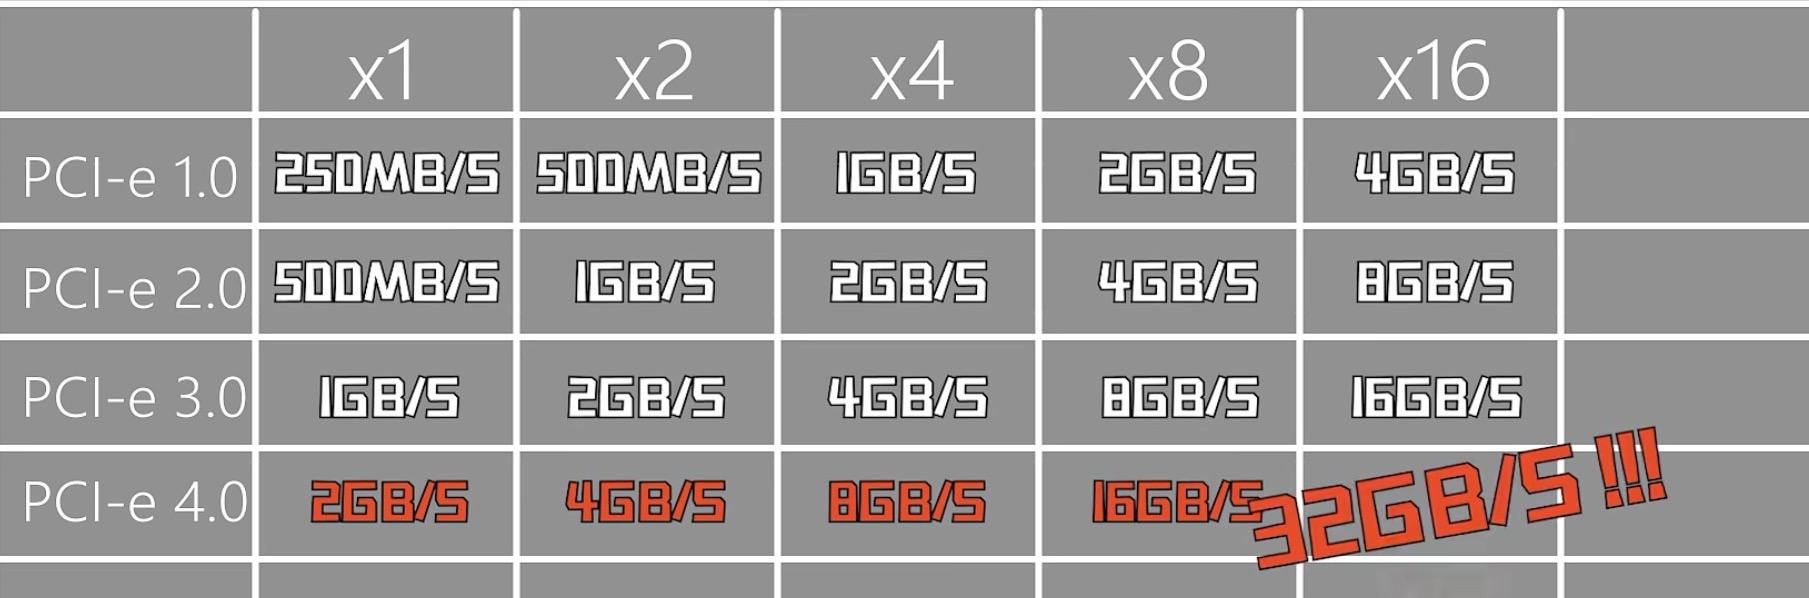 x1 x2 x4 x8 x16
PCI-e 1.0 250MB/S 500MB/S 1GB/S 2GB/S 4GB/S
PCI-e 2.0 500MB/S 1GB/S 2GB/S 4GB/S 8GB/S
PCI-e 3.0 1GB/S 2GB/S 4GB/S 8GB/S 16GB/S
PCI-e 4.0 2GB/S 4GB/S 8GB/S 16GB/S 32GB/S !!!